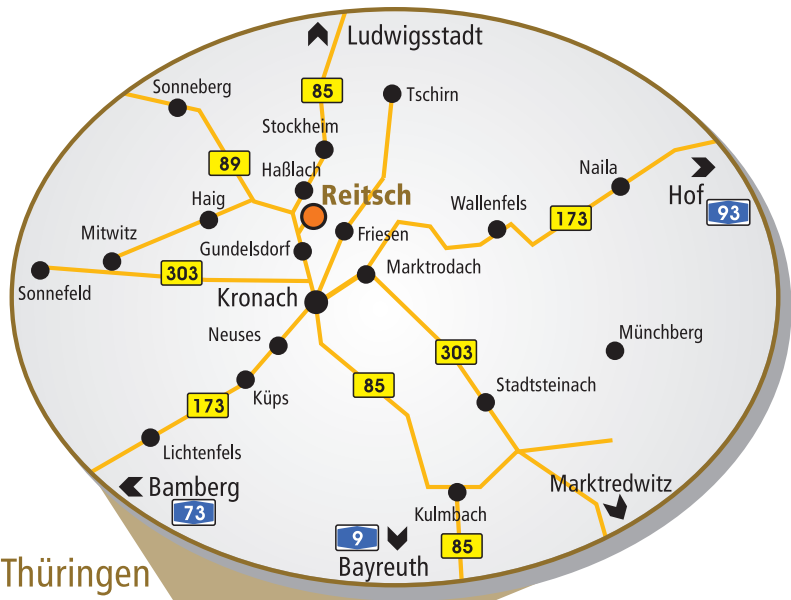 Ludwigsstadt
Sonneberg
85
Tschirn
Stockheim
89
Haßlach
Naila
Reitsch
Haig
Wallenfels
Hof
173
93
Mitwitz
Gundelsdorf
Friesen
303
Marktrodach
Sonnefeld
Kronach
Neuses
Münchberg
303
85
Stadtsteinach
Küps
173
Lichtenfels
Bamberg
Marktredwitz
73
Kulmbach
9
85
Bayreuth
Thüringen